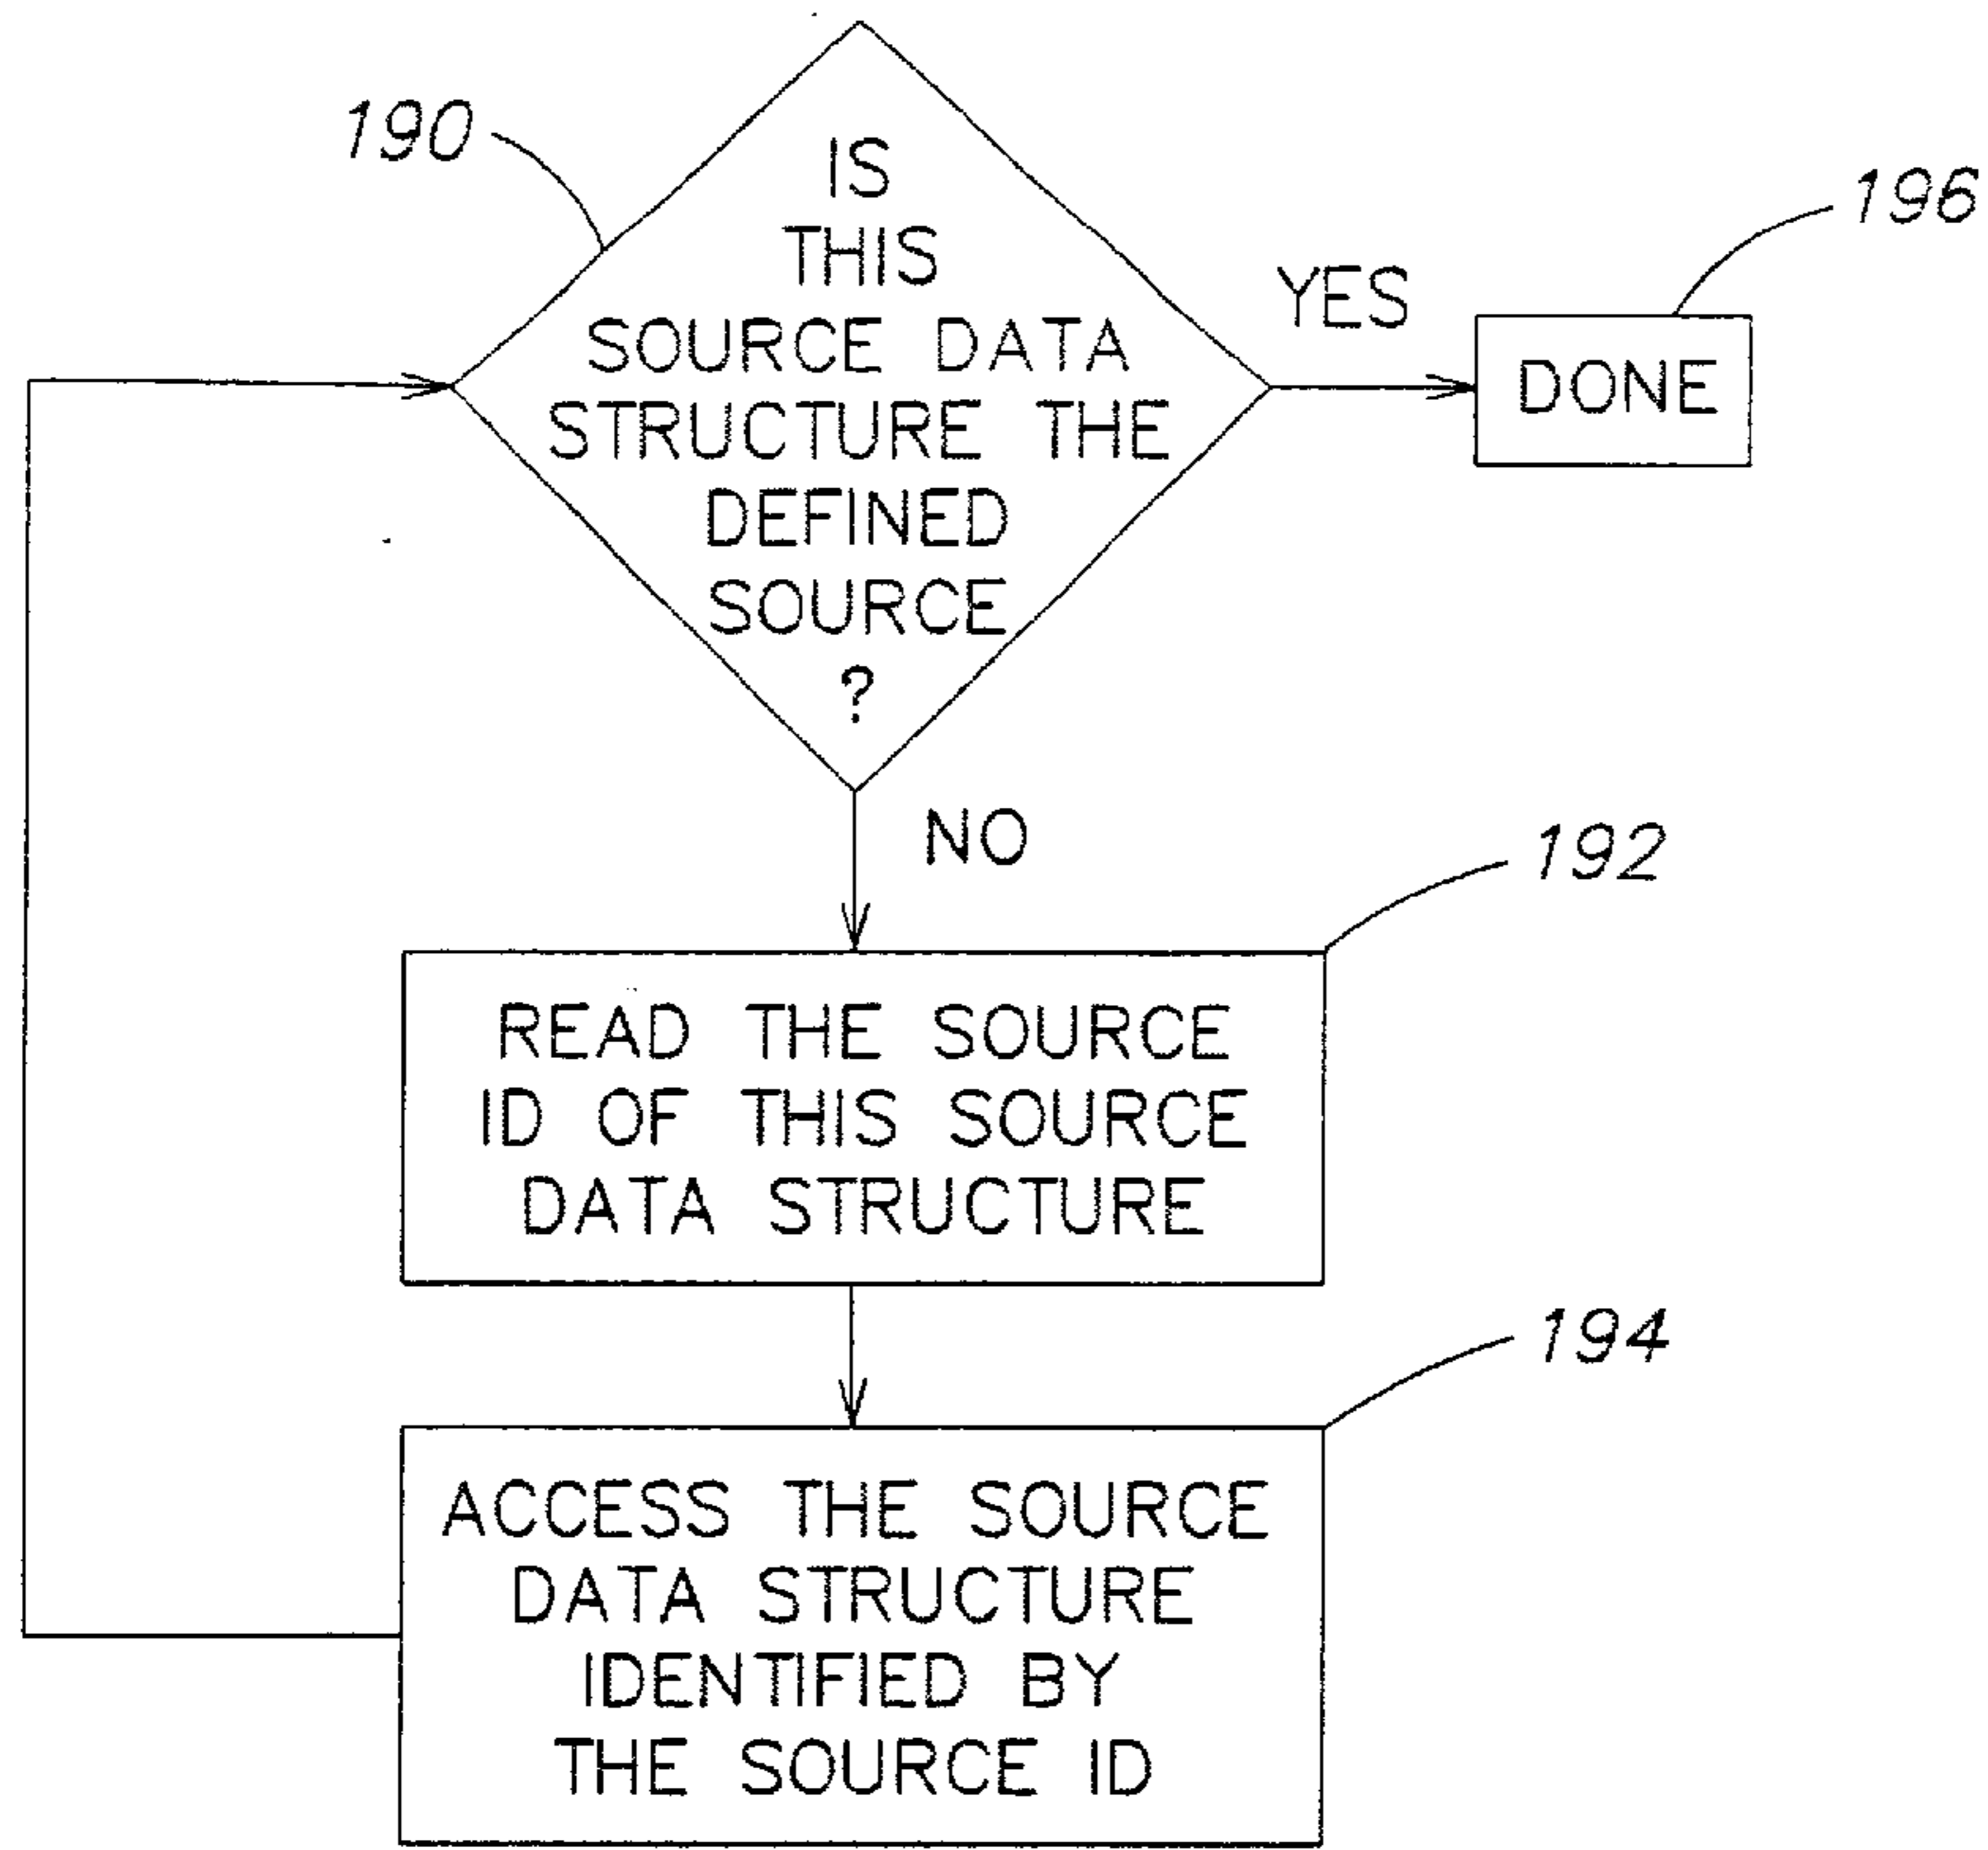 190
IS
THIS
SOURCE DATA
STRUCTURE THE
DEFINED
SOURCE
?
YES
196
DONE
NO
192
READ THE SOURCE
ID OF THIS SOURCE
DATA STRUCTURE
194
ACCESS THE SOURCE
DATA STRUCTURE
IDENTIFIED BY
THE SOURCE ID